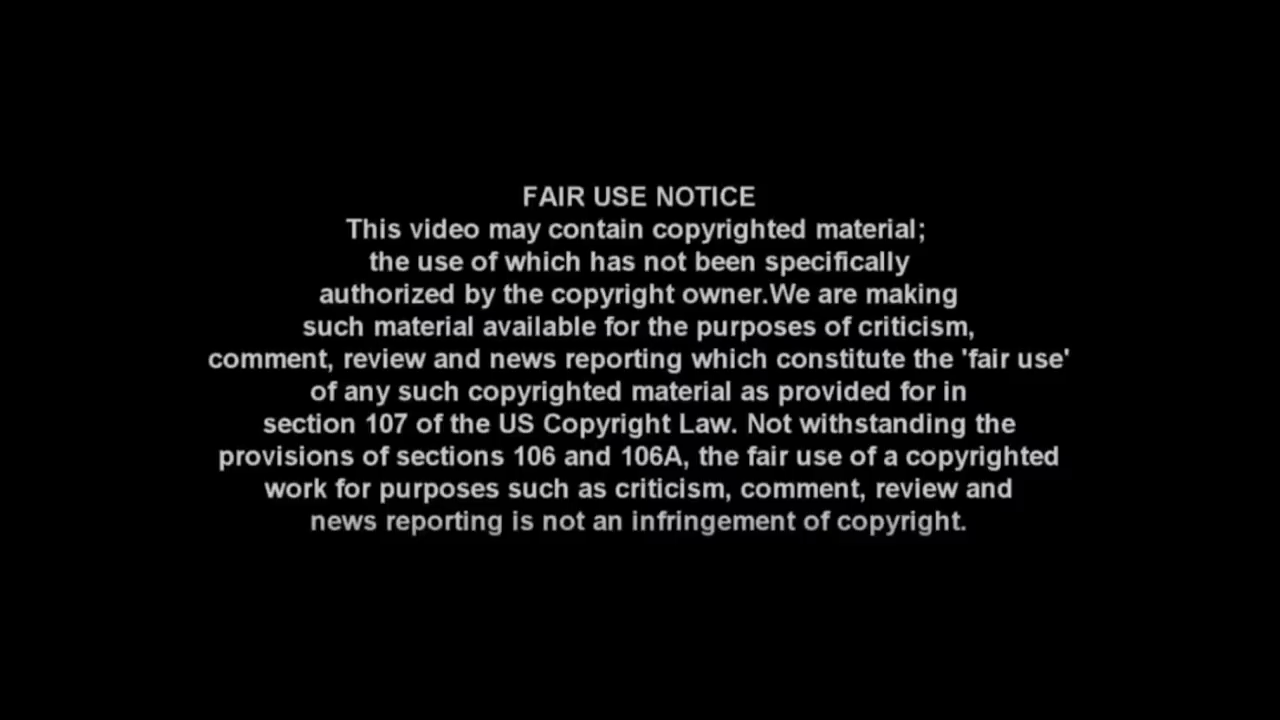 FAIR USE NOTICE
This video may contain copyrighted material;
the use of which has not been specifically
authorized by the copyright owner.We are making
such material available for the purposes of criticism,
comment, review and news reporting which constitute the 'fair use'
of any such copyrighted material as provided for in
section 107 of the US Copyright Law. Not withstanding the
provisions of sections 106 and 106A, the fair use of a copyrighted
work for purposes such as criticism, comment, review and
news reporting is not an infringement of copyright.